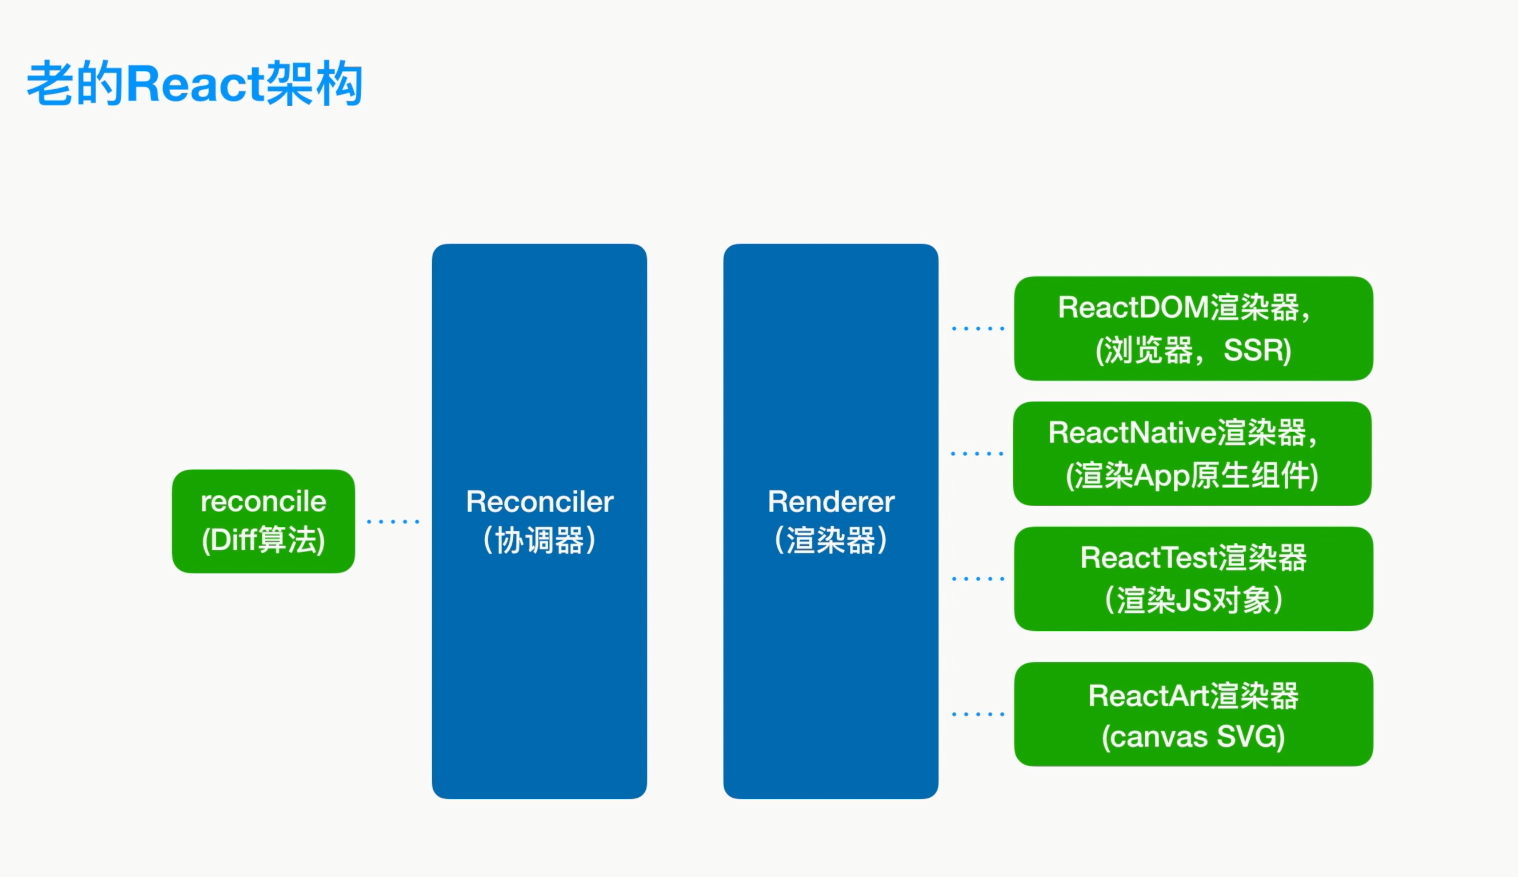 老的React架构
reconcile
(Diff算法)
Reconciler
（协调器）
Renderer
（渲染器）
ReactDOM渲染器，
(浏览器，SSR)
ReactNative渲染器，
(渲染App原生组件)
ReactTest渲染器
（渲染JS对象）
ReactArt渲染器
(canvas SVG)